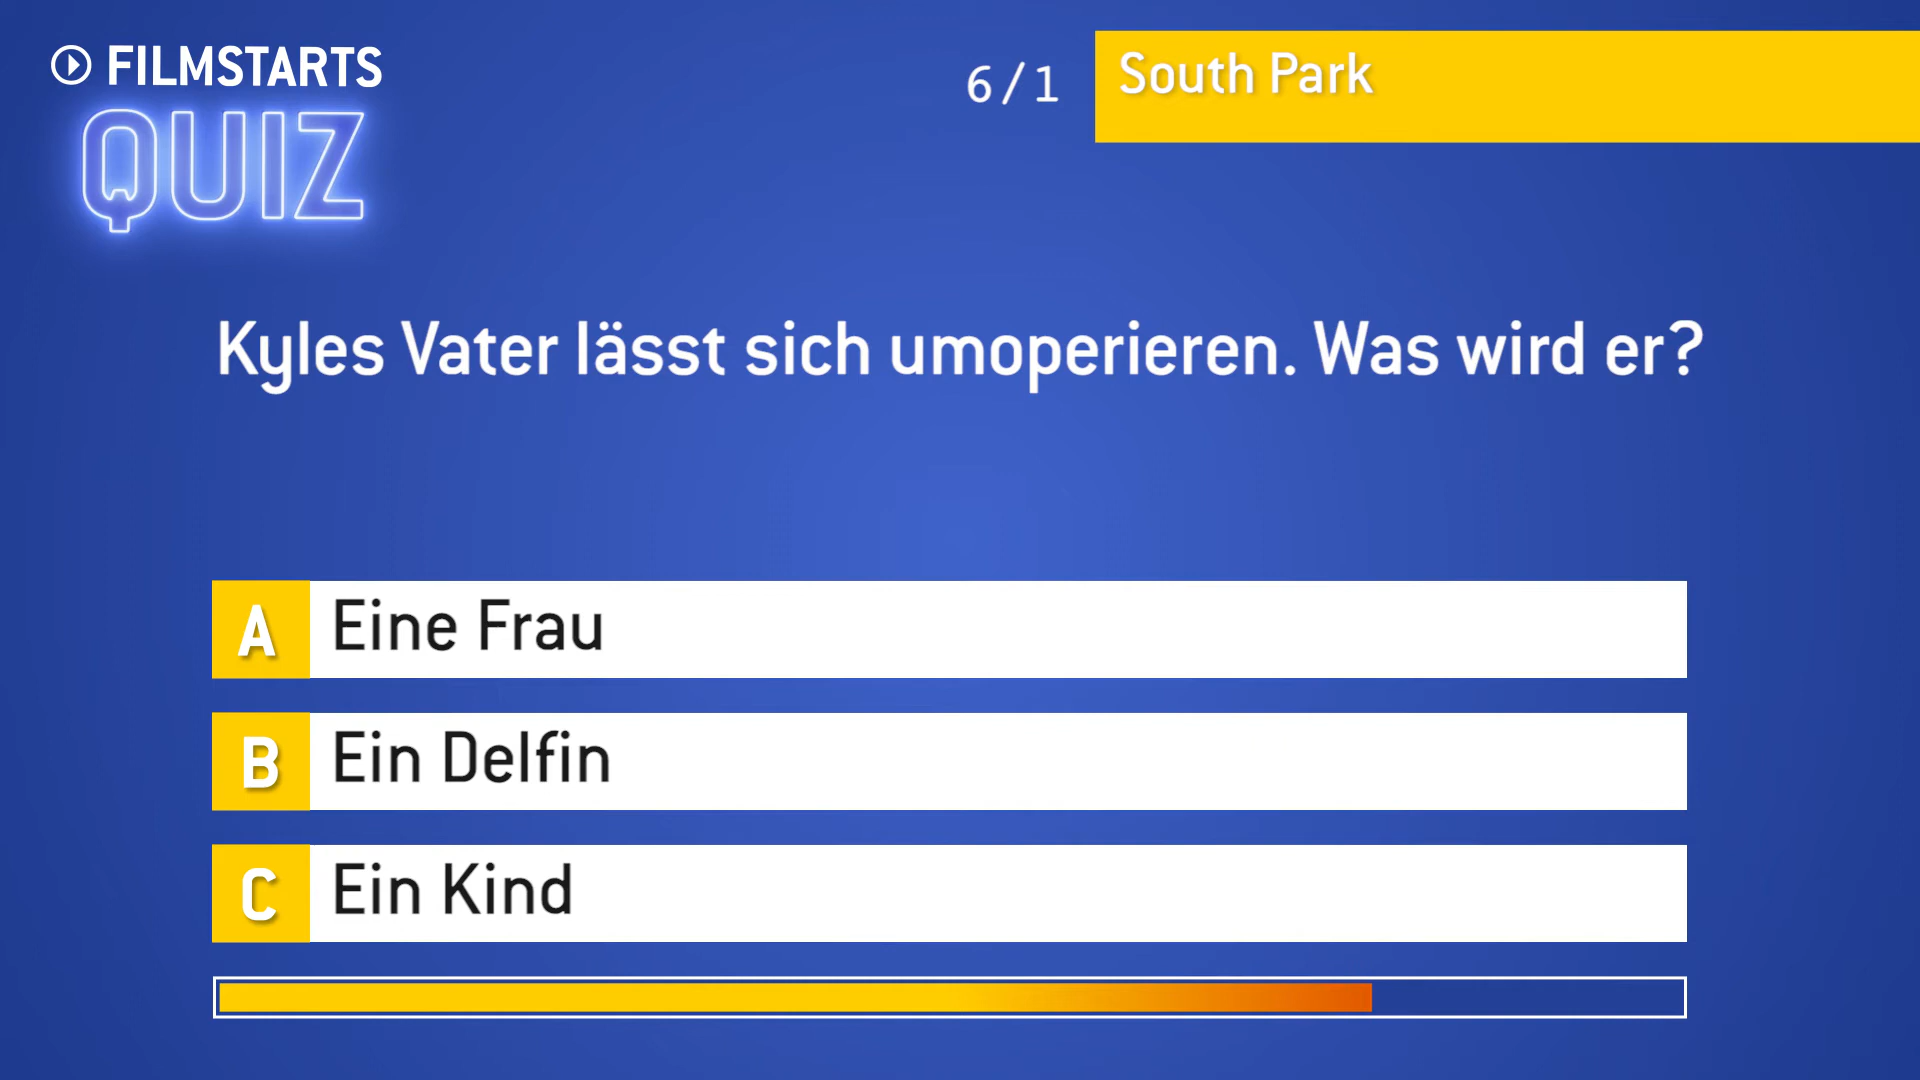 FILMSTARTS
QUIZ
6/1
South Park
Kyles Vater lässt sich umoperieren. Was wird er?
A Eine Frau
B Ein Delfin
C Ein Kind